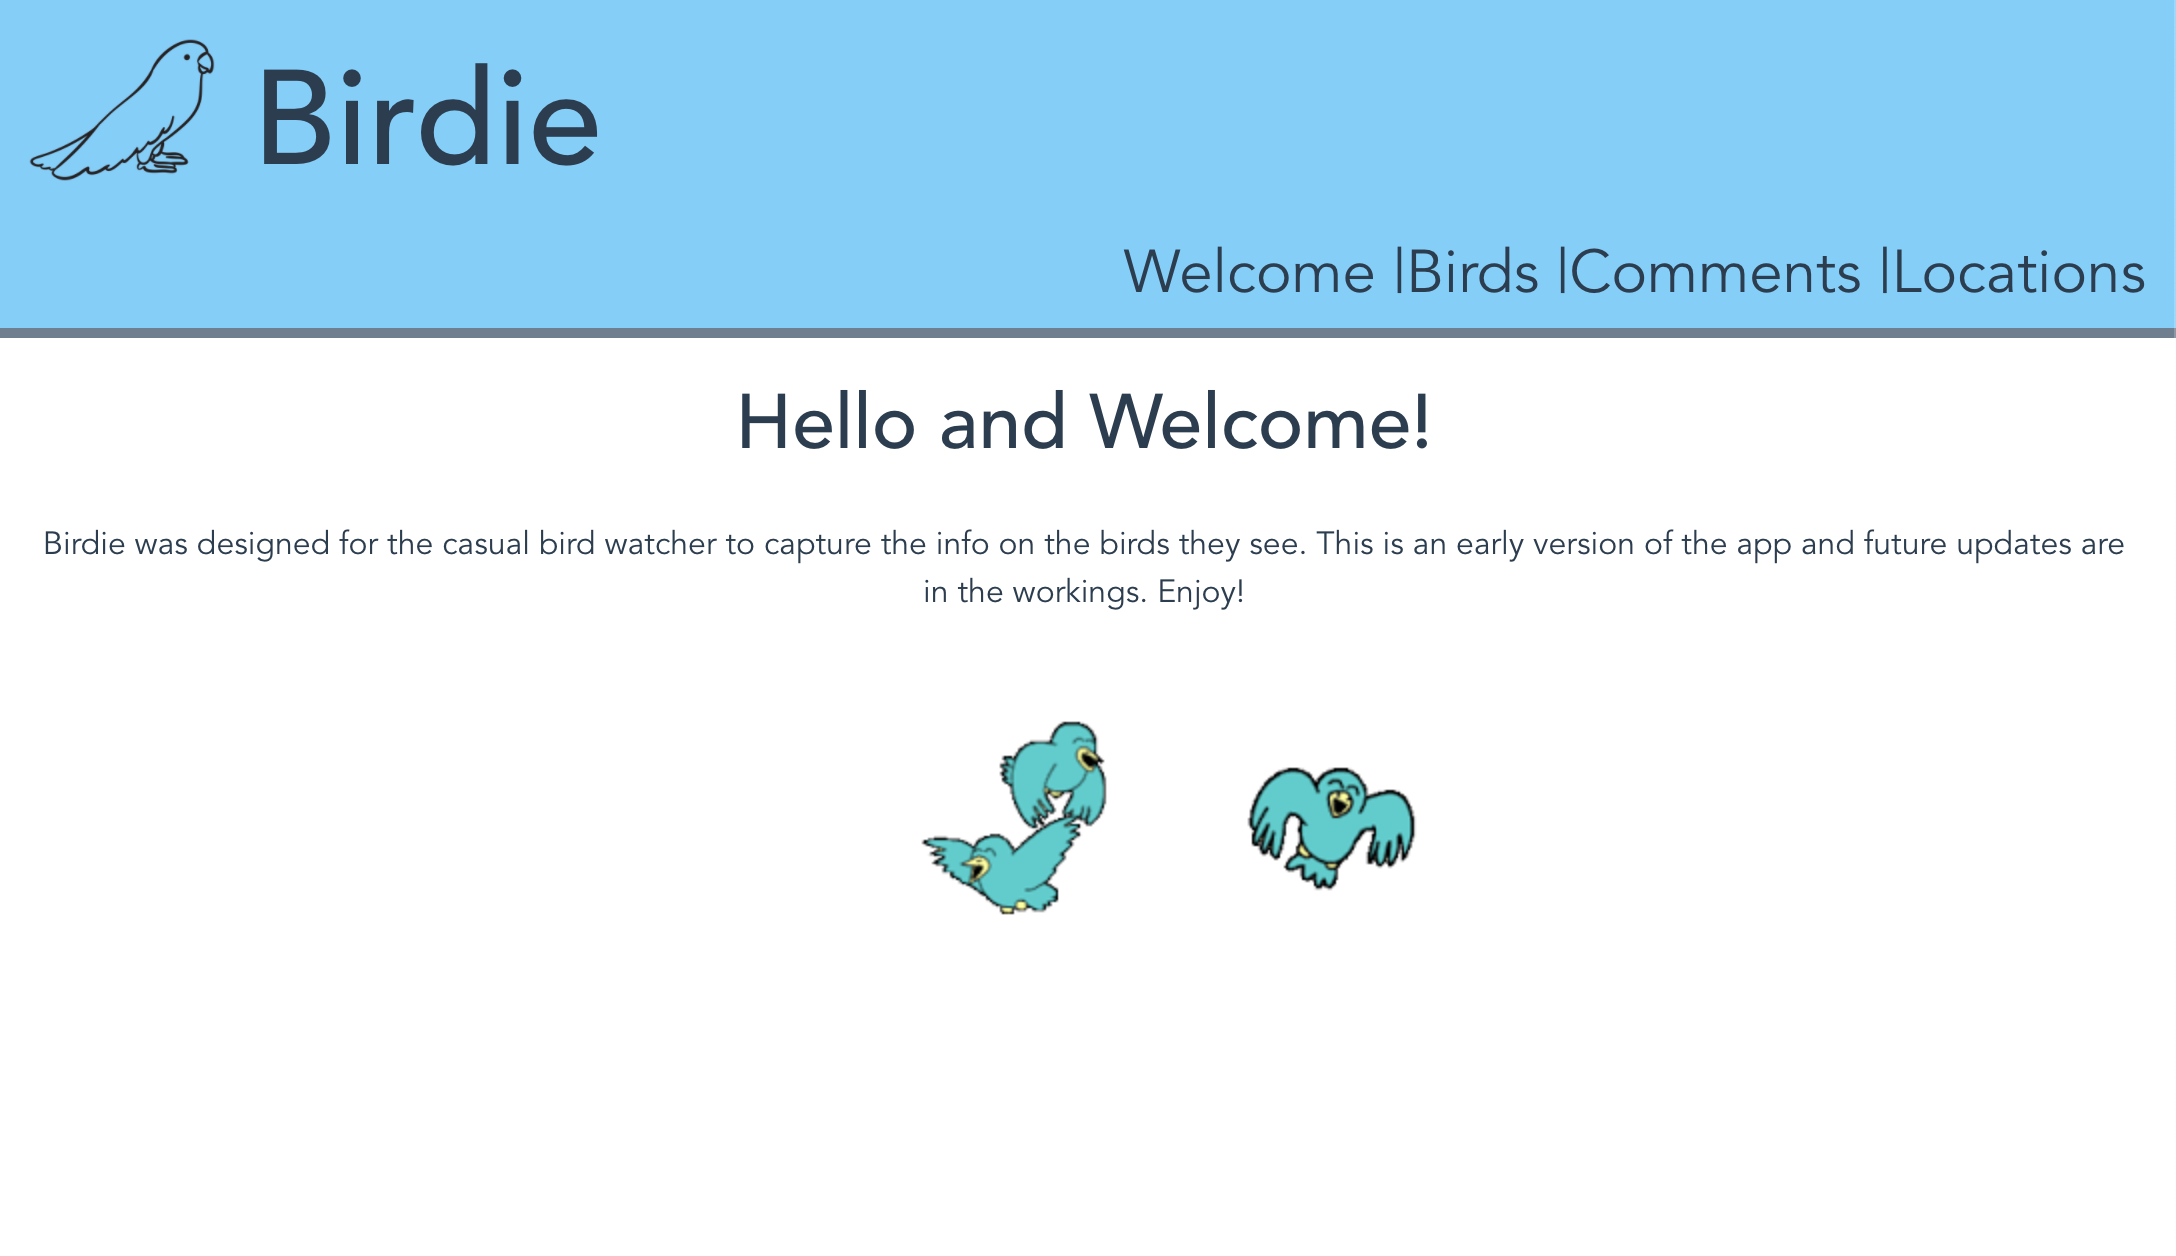 Birdie
Welcome |Birds |Comments |Locations
Hello and Welcome!
Birdie was designed for the casual bird watcher to capture the info on the birds they see. This is an early version of the app and future updates are
in the workings. Enjoy!